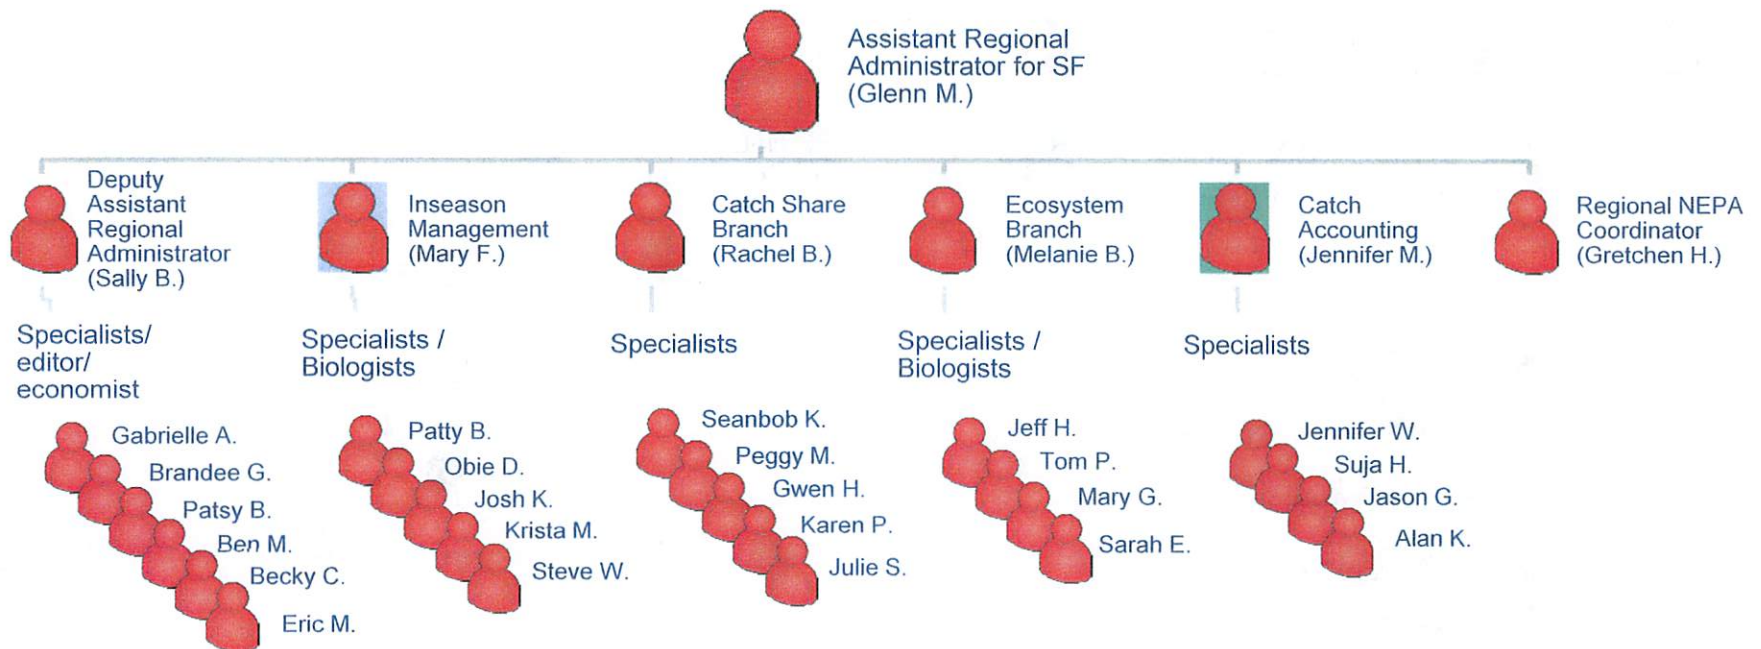 Assistant Regional
Administrator for SF
(Glenn M.)
Deputy
Assistant
Regional
Administrator
(Sally B.)
Inseason
Management
(Mary F.)
Catch Share
Branch
(Rachel B.)
Ecosystem
Branch
(Melanie B.)
Catch
Accounting
(Jennifer M.)
Regional NEPA
Coordinator
(Gretchen H.)
Specialists/
editor/
economist
Specialists /
Biologists
Specialists
Specialists /
Biologists
Specialists
Gabrielle A.
Brandee G.
Patsy B.
Ben M.
Becky C.
Eric M.
Patty B.
Obie D.
Josh K.
Krista M.
Steve W.
Seanbob K.
Peggy M.
Gwen H.
Karen P.
Julie S.
Jeff H.
Tom P.
Mary G.
Sarah E.
Jennifer W.
Suja H.
Jason G.
Alan K.